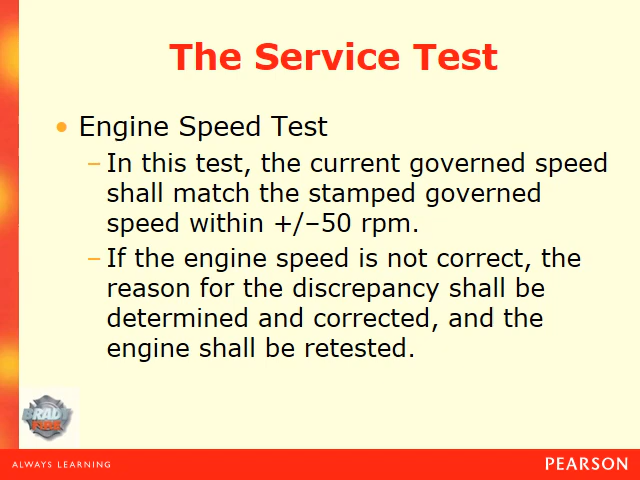 The Service Test
• Engine Speed Test
– In this test, the current governed speed
shall match the stamped governed
speed within +/–50 rpm.
– If the engine speed is not correct, the
reason for the discrepancy shall be
determined and corrected, and the
engine shall be retested.
BRADY
FIRE
ALWAYS LEARNING
PEARSON